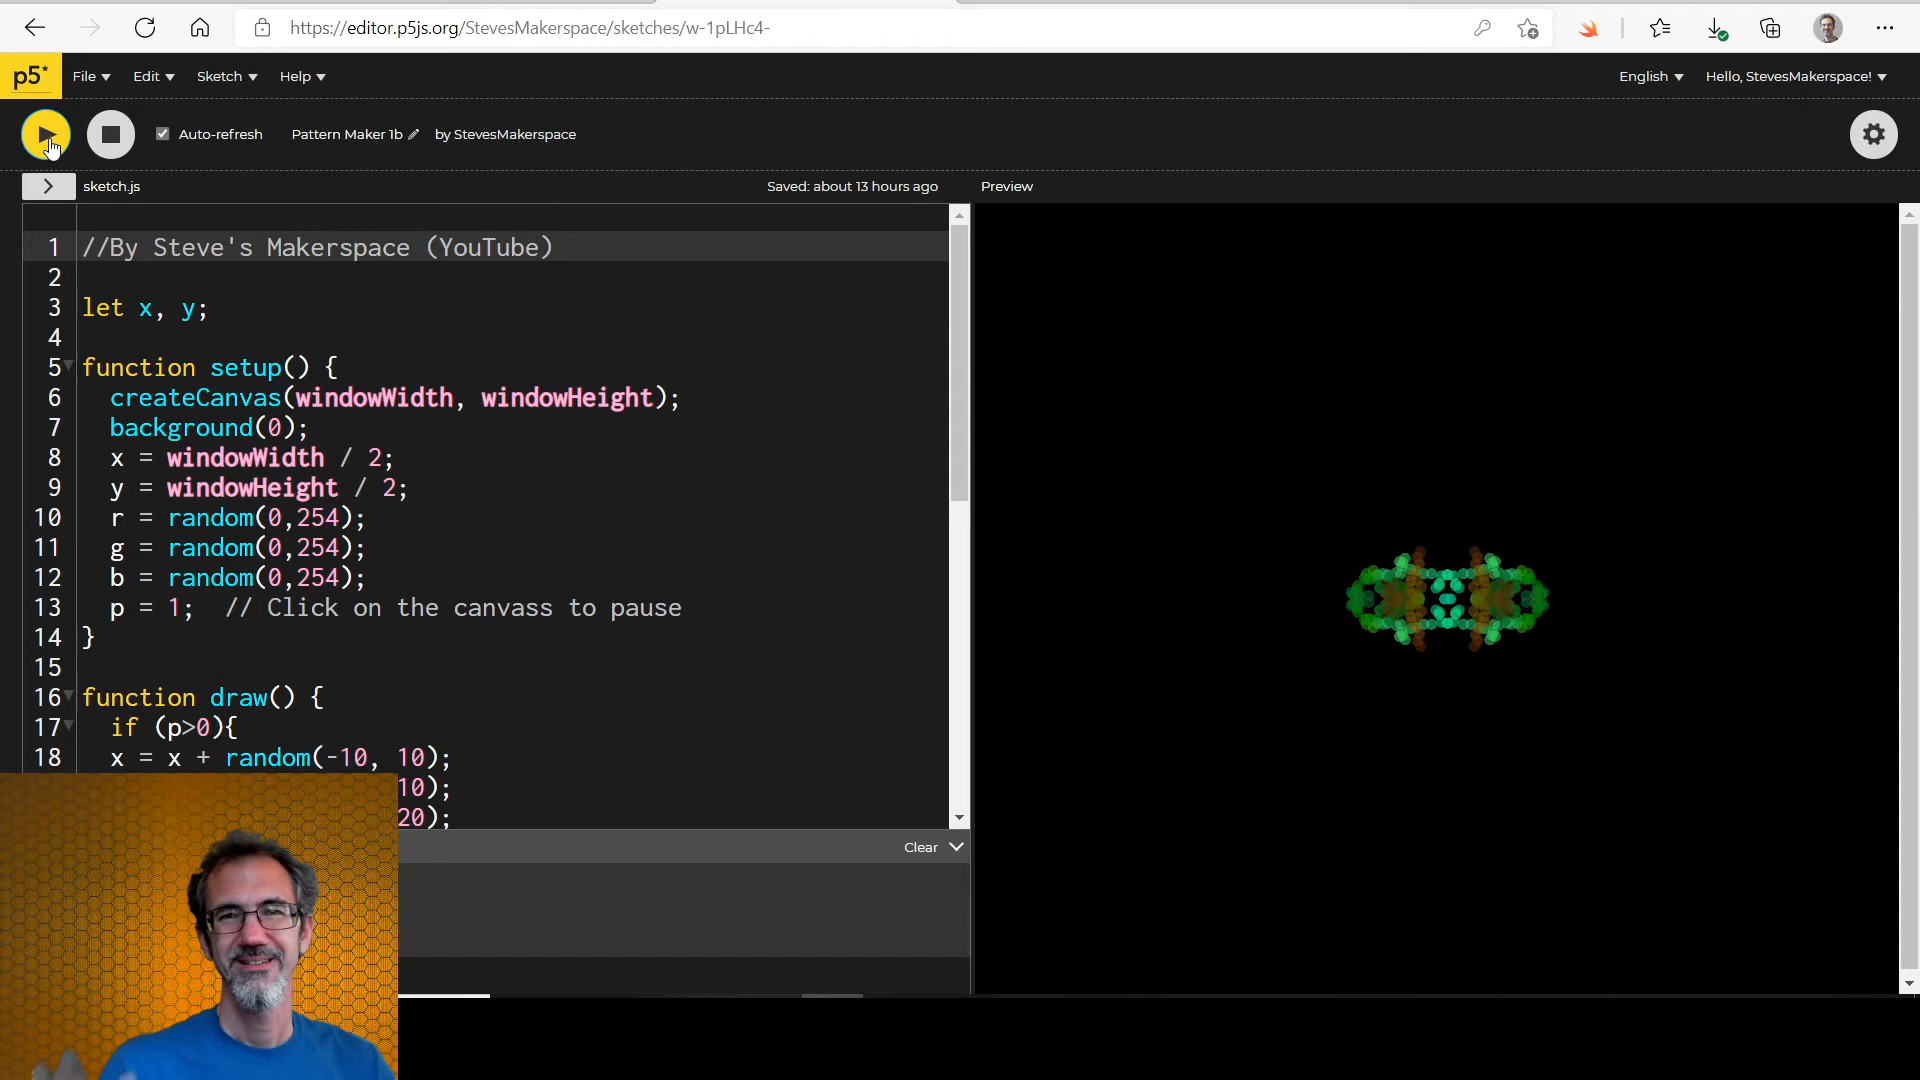 https://editor.p5js.org/StevesMakerspace/sketches/w-1pLHc4-
p5* File Edit Sketch Help English Hello, StevesMakerspace!
Auto-refresh Pattern Maker 1b by StevesMakerspace
sketch.js Saved: about 13 hours ago Preview
1 //By Steve's Makerspace (YouTube)
2
3 let x, y;
4
5 function setup() {
6 createCanvas(windowWidth, windowHeight);
7 background(0);
8 x = windowWidth / 2;
9 y = windowHeight / 2;
10 r = random(0,254);
11 g = random(0,254);
12 b = random(0,254);
13 p = 1; // Click on the canvass to pause
14 }
15
16 function draw() {
17 if (p>0){
18 x = x + random(-10, 10);
10);
20);
Clear